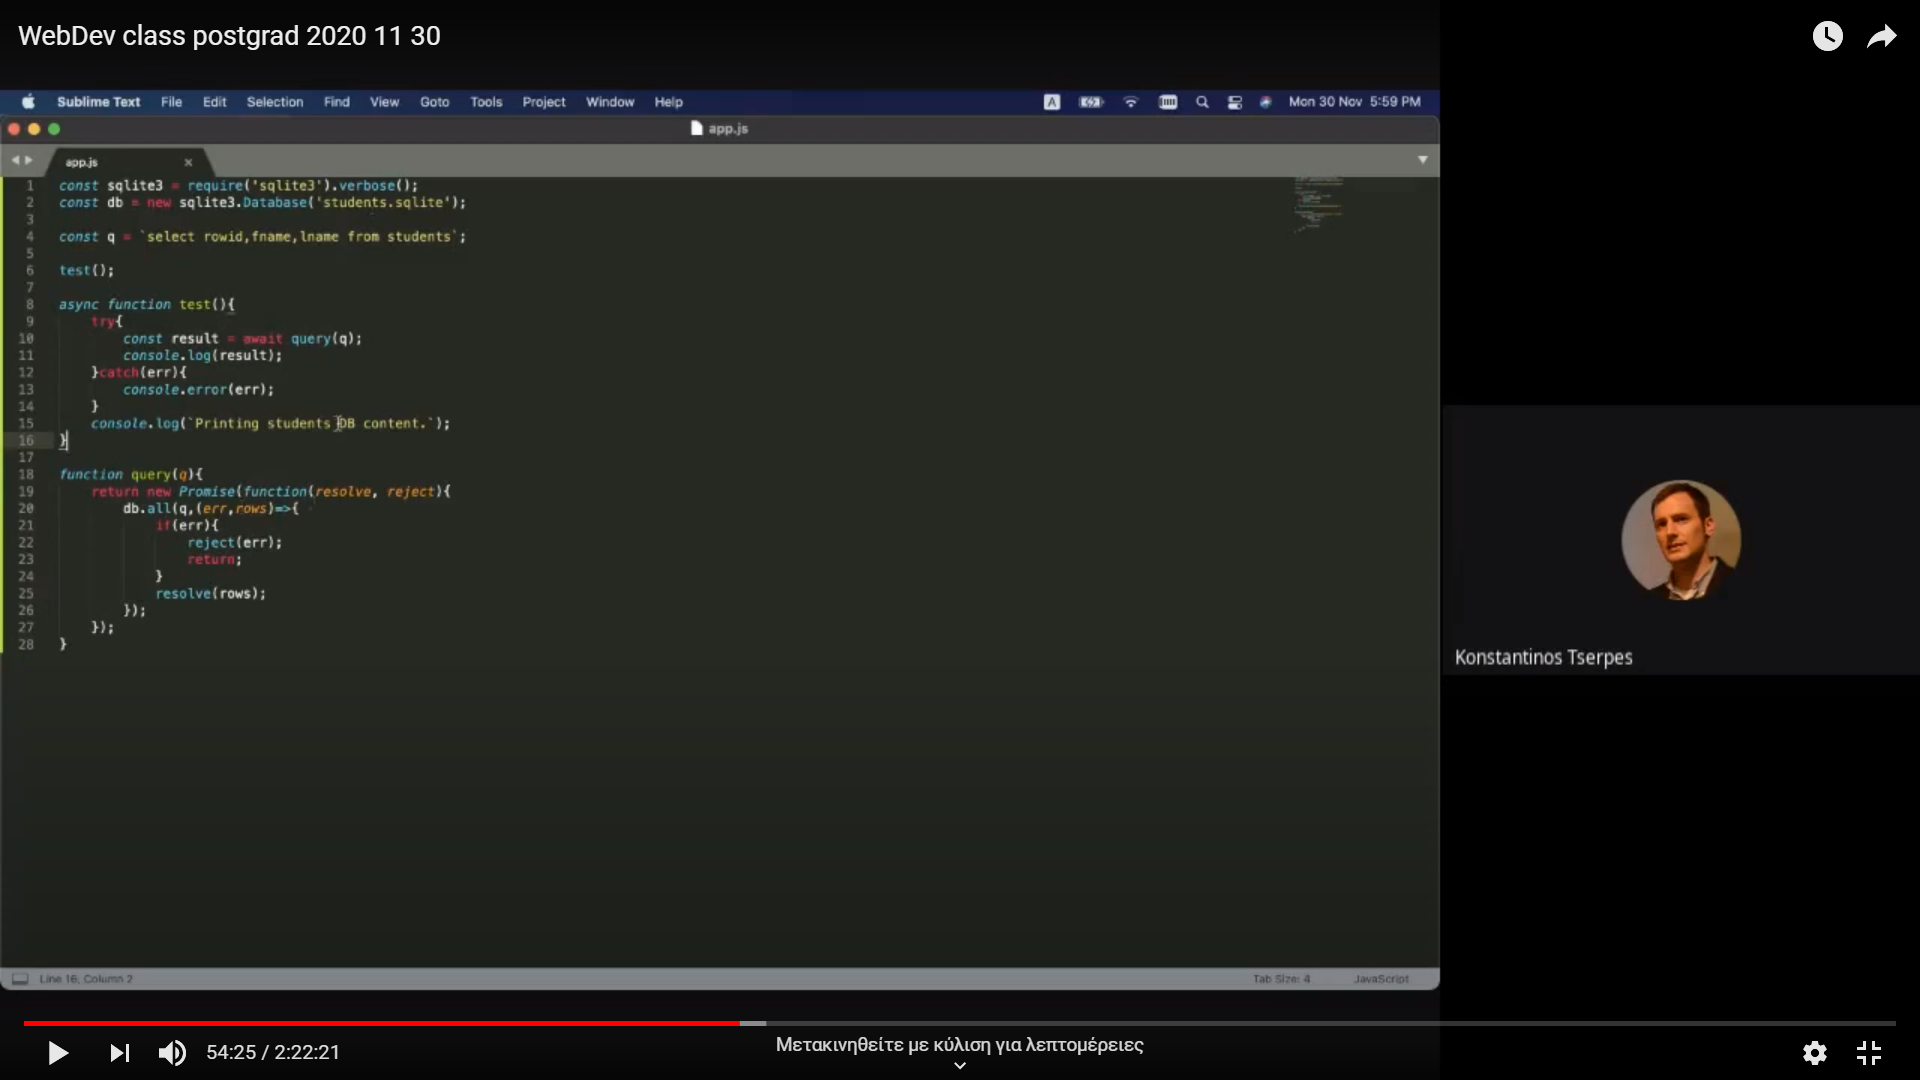 WebDev class postgrad 2020 11 30
Sublime Text File Edit Selection Find View Goto Tools Project Window Help
A
Mon 30 Nov 5:59 PM
app.js
app.js
1 const sqlite3 = require('sqlite3').verbose();
2 const db = new sqlite3.Database('students.sqlite');
3
4 const q = `select rowid,fname,lname from students`;
5
6 test();
7
8 async function test(){
9 try{
10 const result = await query(q);
11 console.log(result);
12 }catch(err){
13 console.error(err);
14 }
15 console.log(`Printing students DB content.`);
16 }
17
18 function query(q){
19 return new Promise(function(resolve, reject){
20 db.all(q,(err,rows)=>{
21 if(err){
22 reject(err);
23 return;
24 }
25 resolve(rows);
26 });
27 });
28 }
Konstantinos Tserpes
Line 16, Column 2
Tab Size: 4 JavaScript
54:25 / 2:22:21
Μετακινηθείτε με κύλιση για λεπτομέρειες